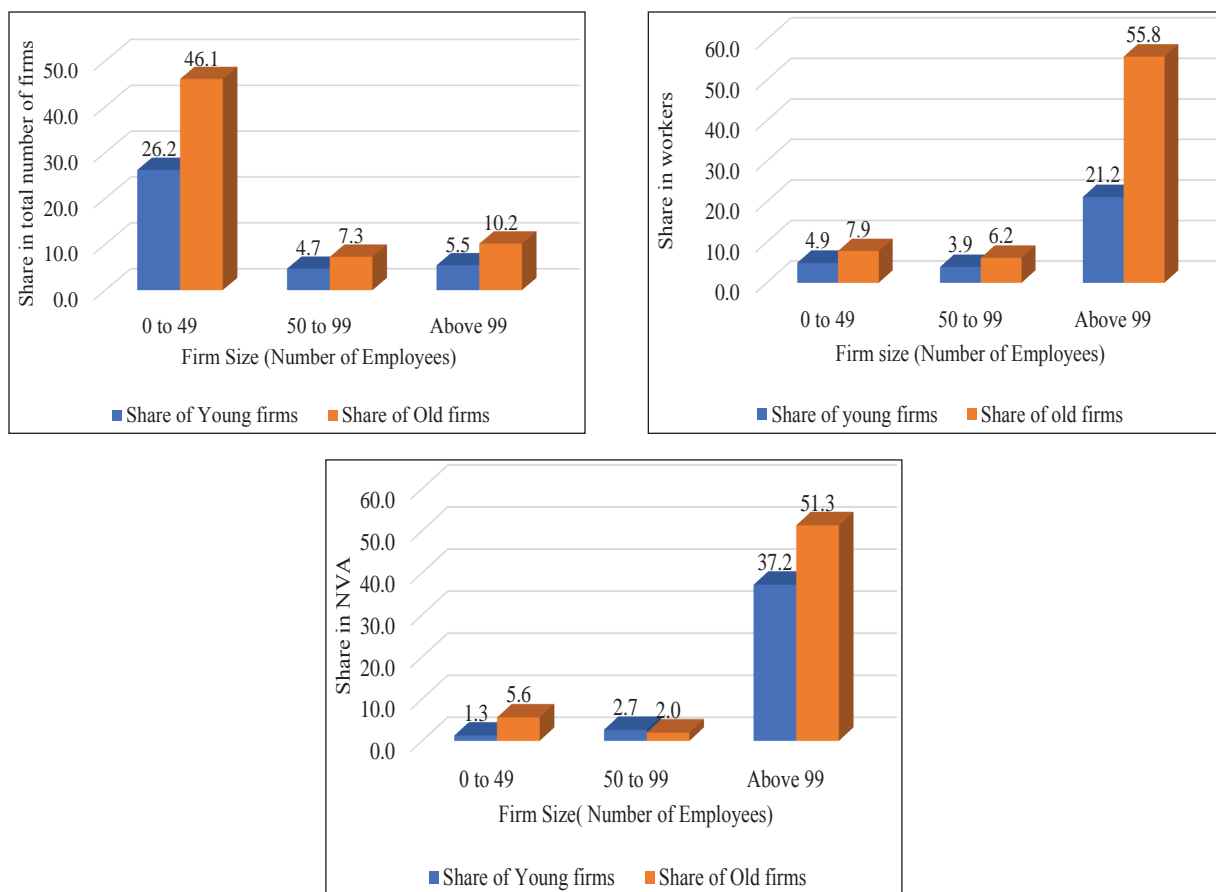 Share in total number of firms
50.0
40.0
30.0
20.0
10.0
0.0
46.1
26.2
4.7
7.3
5.5
10.2
0 to 49
50 to 99
Above 99
Firm Size (Number of Employees)
Share of Young firms
Share of Old firms
Share in workers
60.0
50.0
40.0
30.0
20.0
10.0
0.0
4.9
7.9
3.9
6.2
21.2
55.8
0 to 49
50 to 99
Above 99
Firm size (Number of Employees)
Share of young firms
Share of old firms
Share in NVA
60.0
50.0
40.0
30.0
20.0
10.0
0.0
1.3
5.6
2.7
2.0
37.2
51.3
0 to 49
50 to 99
Above 99
Firm Size( Number of Employees)
Share of Young firms
Share of Old firms